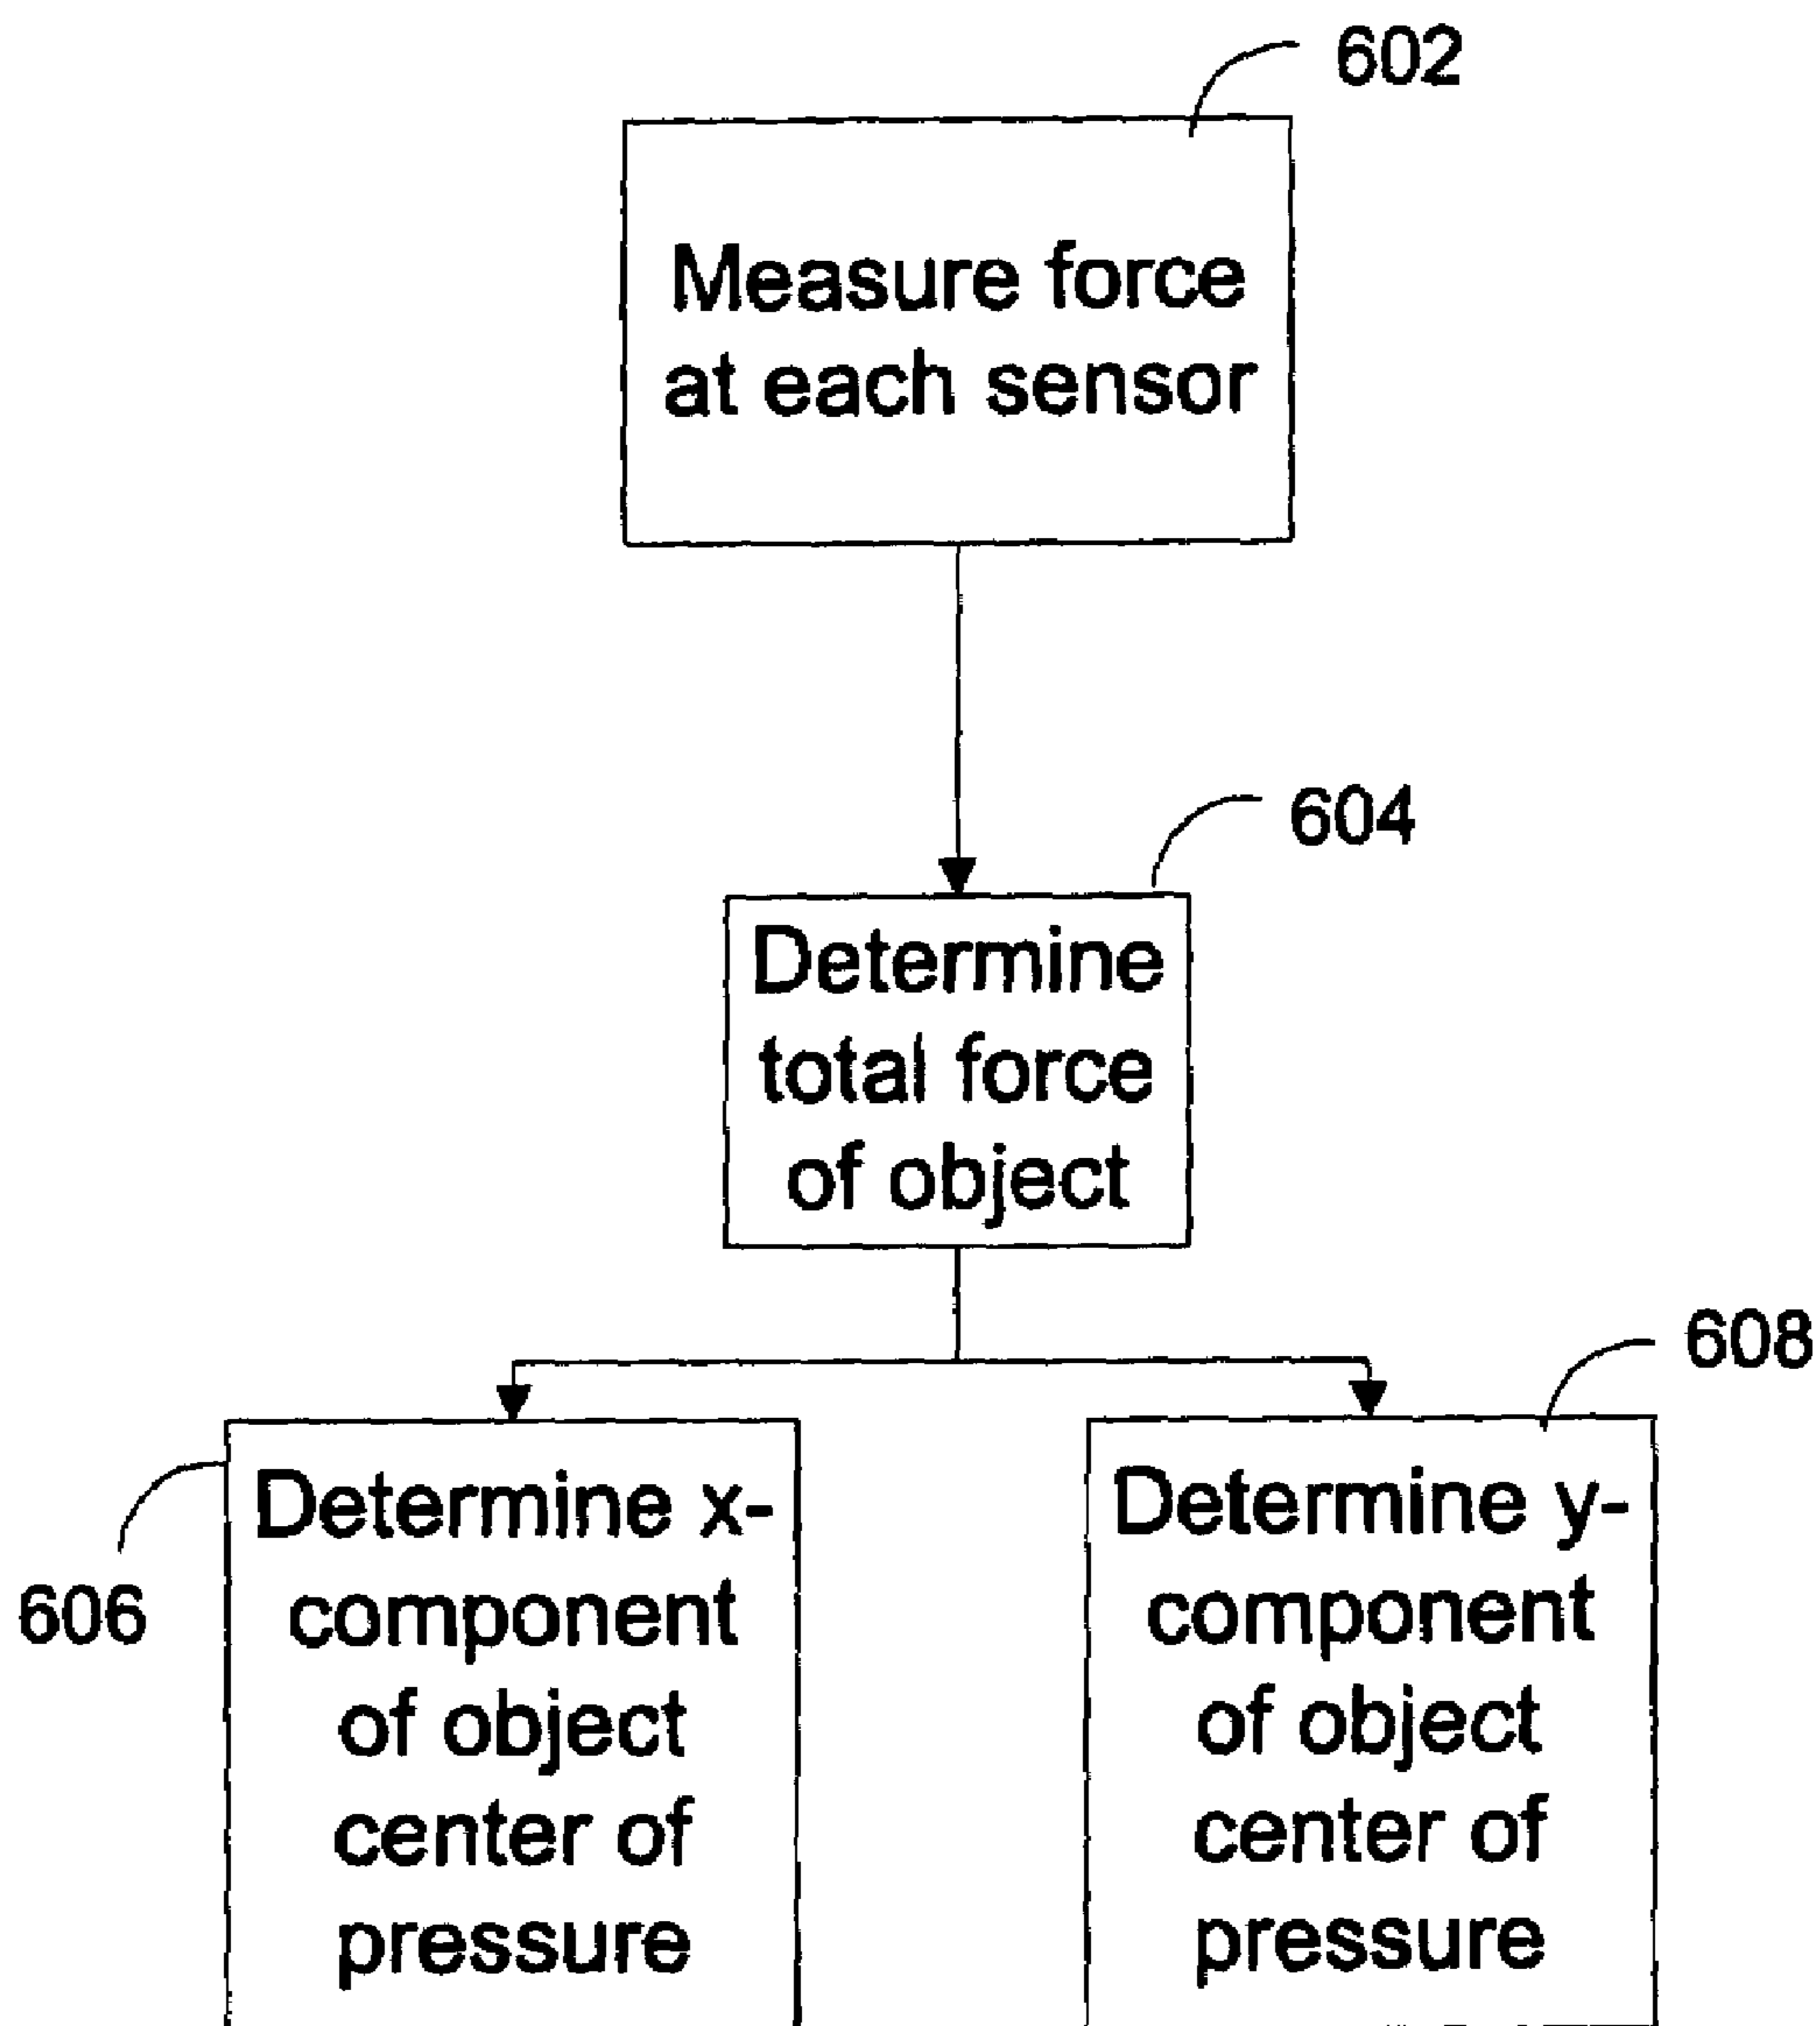 602
Measure force
at each sensor
604
Determine
total force
of object
608
606
Determine x-
component
of object
center of
pressure
Determine y-
component
of object
center of
pressure